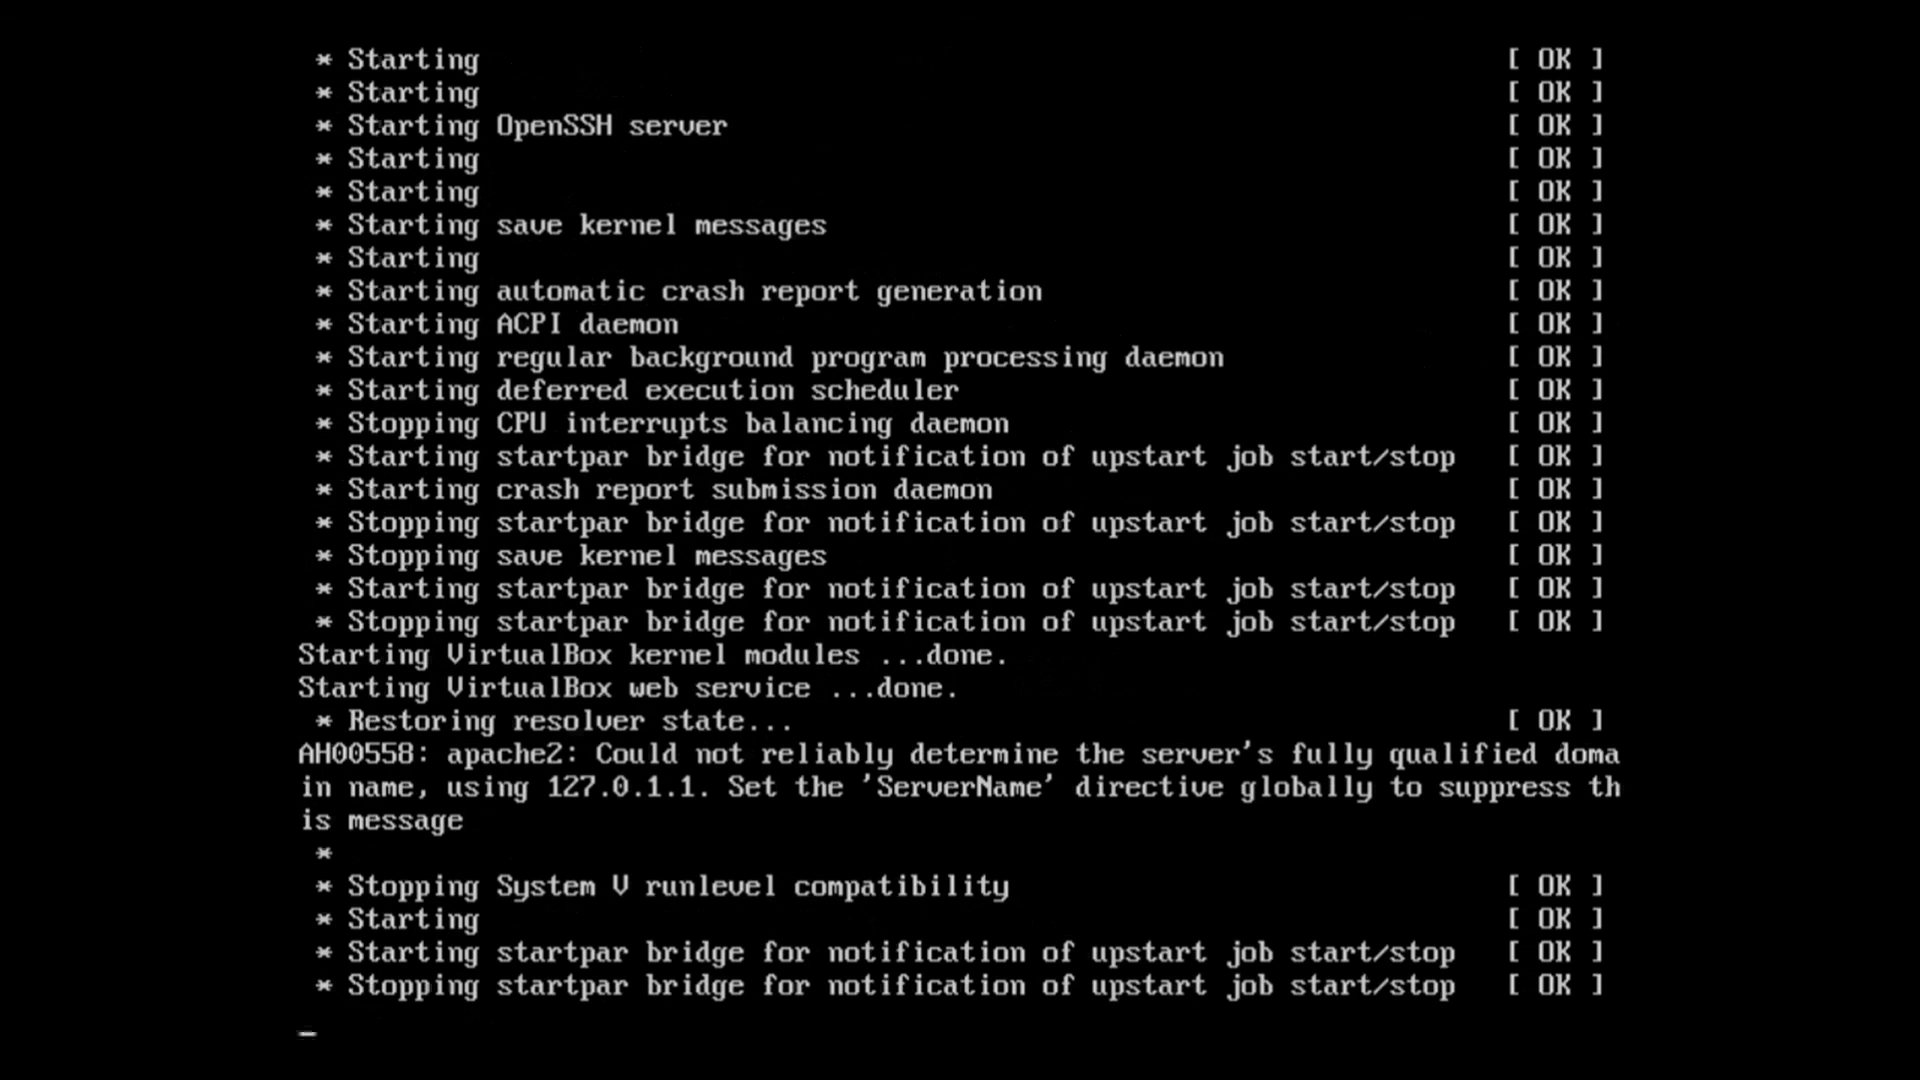 * Starting [ OK ]
* Starting [ OK ]
* Starting OpenSSH server [ OK ]
* Starting [ OK ]
* Starting [ OK ]
* Starting save kernel messages [ OK ]
* Starting [ OK ]
* Starting automatic crash report generation [ OK ]
* Starting ACPI daemon [ OK ]
* Starting regular background program processing daemon [ OK ]
* Starting deferred execution scheduler [ OK ]
* Stopping CPU interrupts balancing daemon [ OK ]
* Starting startpar bridge for notification of upstart job start/stop [ OK ]
* Starting crash report submission daemon [ OK ]
* Stopping startpar bridge for notification of upstart job start/stop [ OK ]
* Stopping save kernel messages [ OK ]
* Starting startpar bridge for notification of upstart job start/stop [ OK ]
* Stopping startpar bridge for notification of upstart job start/stop [ OK ]
Starting VirtualBox kernel modules ...done.
Starting VirtualBox web service ...done.
* Restoring resolver state... [ OK ]
AH00558: apache2: Could not reliably determine the server's fully qualified doma
in name, using 127.0.1.1. Set the 'ServerName' directive globally to suppress th
is message
*
* Stopping System V runlevel compatibility [ OK ]
* Starting [ OK ]
* Starting startpar bridge for notification of upstart job start/stop [ OK ]
* Stopping startpar bridge for notification of upstart job start/stop [ OK ]
_